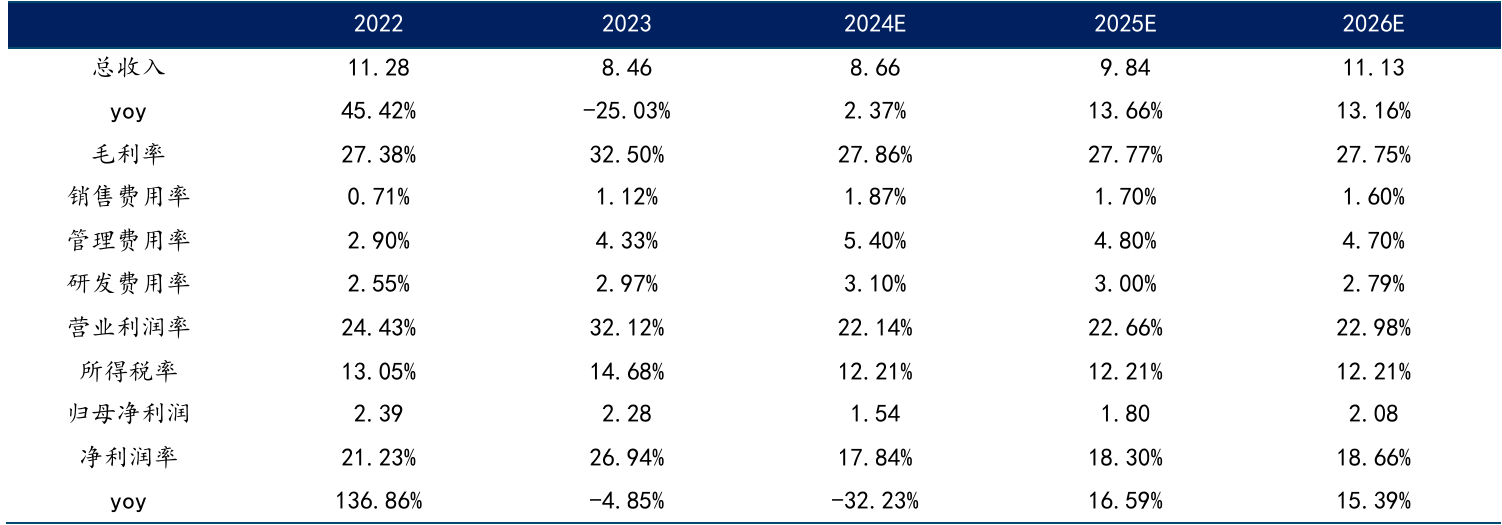 2022 2023 2024E 2025E 2026E
总收入 11.28 8.46 8.66 9.84 11.13
yoy 45.42% -25.03% 2.37% 13.66% 13.16%
毛利率 27.38% 32.50% 27.86% 27.77% 27.75%
销售费用率 0.71% 1.12% 1.87% 1.70% 1.60%
管理费用率 2.90% 4.33% 5.40% 4.80% 4.70%
研发费用率 2.55% 2.97% 3.10% 3.00% 2.79%
营业利润率 24.43% 32.12% 22.14% 22.66% 22.98%
所得税率 13.05% 14.68% 12.21% 12.21% 12.21%
归母净利润 2.39 2.28 1.54 1.80 2.08
净利润率 21.23% 26.94% 17.84% 18.30% 18.66%
yoy 136.86% -4.85% -32.23% 16.59% 15.39%